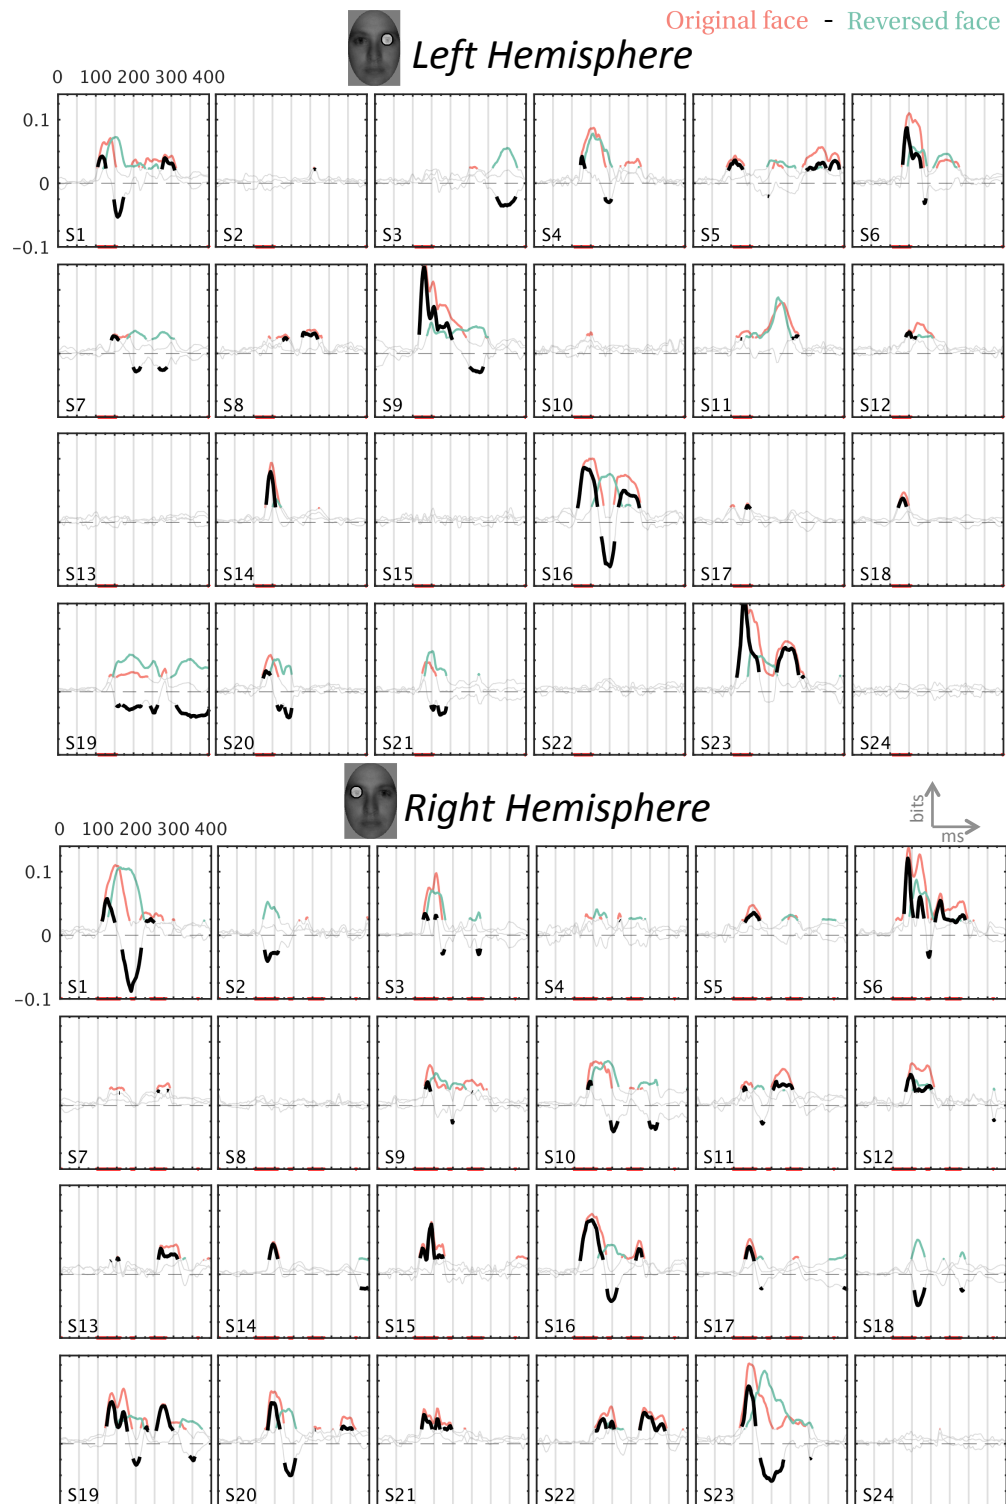 Original face - Reversed face
Left Hemisphere
0 100 200 300 400
0.1
0
-0.1
S1 S2 S3 S4 S5 S6
S7 S8 S9 S10 S11 S12
S13 S14 S15 S16 S17 S18
S19 S20 S21 S22 S23 S24
Right Hemisphere
bits
ms
0 100 200 300 400
0.1
0
-0.1
S1 S2 S3 S4 S5 S6
S7 S8 S9 S10 S11 S12
S13 S14 S15 S16 S17 S18
S19 S20 S21 S22 S23 S24